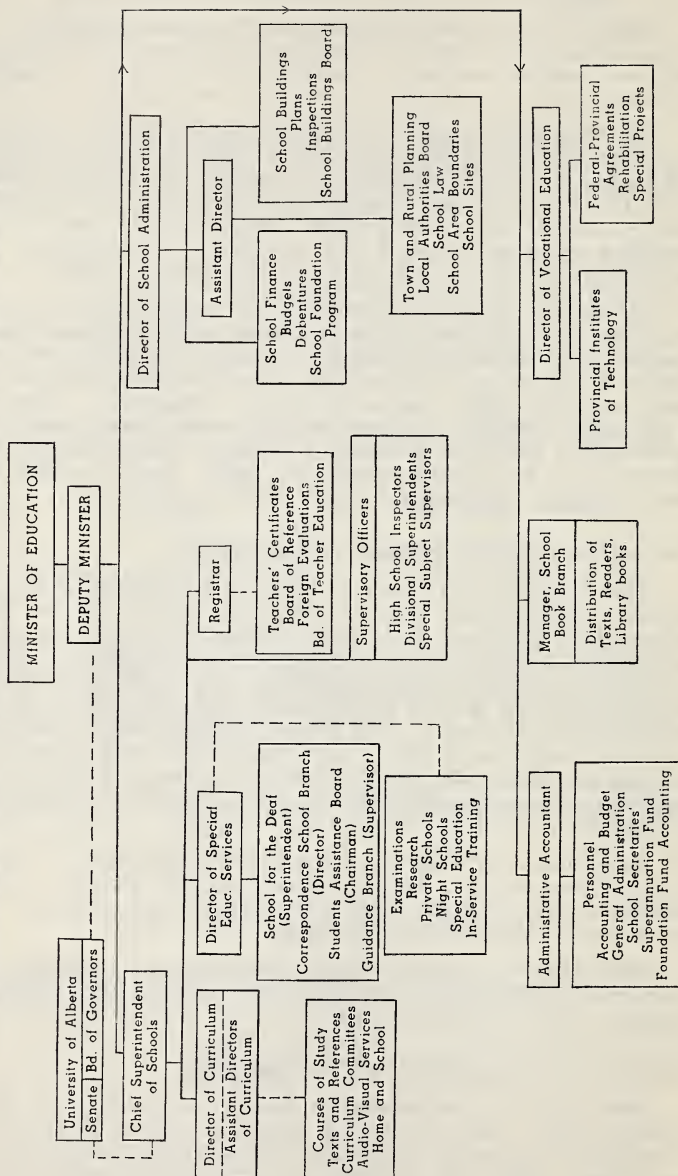 MINISTER OF EDUCATION
DEPUTY MINISTER
University of Alberta
Senate
Bd. of Governors
Chief Superintendent
of Schools
Director of School Administration
Assistant Director
School Finance
Budgets
Debentures
School Foundation
Program
School Buildings
Plans
Inspections
School Buildings Board
Town and Rural Planning
Local Authorities Board
School Law
School Area Boundaries
School Sites
Director of Curriculum
Assistant Directors
of Curriculum
Courses of Study
Texts and References
Curriculum Committees
Audio-Visual Services
Home and School
Director of Special
Educ. Services
School for the Deaf
(Superintendent)
Correspondence School Branch
(Director)
Students Assistance Board
(Chairman)
Guidance Branch (Supervisor)
Examinations
Research
Private Schools
Night Schools
Special Education
In-Service Training
Registrar
Teachers' Certificates
Board of Reference
Foreign Evaluations
Bd. of Teacher Education
Supervisory Officers
High School Inspectors
Divisional Superintendents
Special Subject Supervisors
Administrative Accountant
Personnel
Accounting and Budget
General Administration
School Secretaries'
Superannuation Fund
Foundation Fund Accounting
Manager, School
Book Branch
Distribution of
Texts, Readers,
Library books
Director of Vocational Education
Provincial Institutes
of Technology
Federal-Provincial
Agreements
Rehabilitation
Special Projects